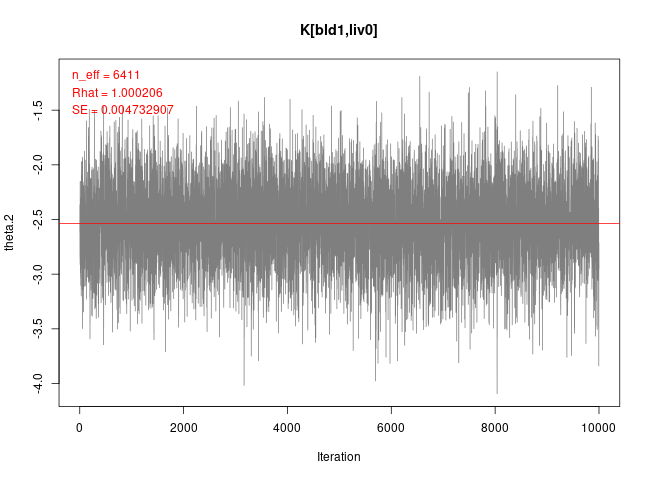 K[bld1,liv0]
n_eff = 6411
Rhat = 1.000206
SE = 0.004732907
-1.5
-2.0
-2.5
-3.0
-3.5
-4.0
theta.2
0 2000 4000 6000 8000 10000
Iteration